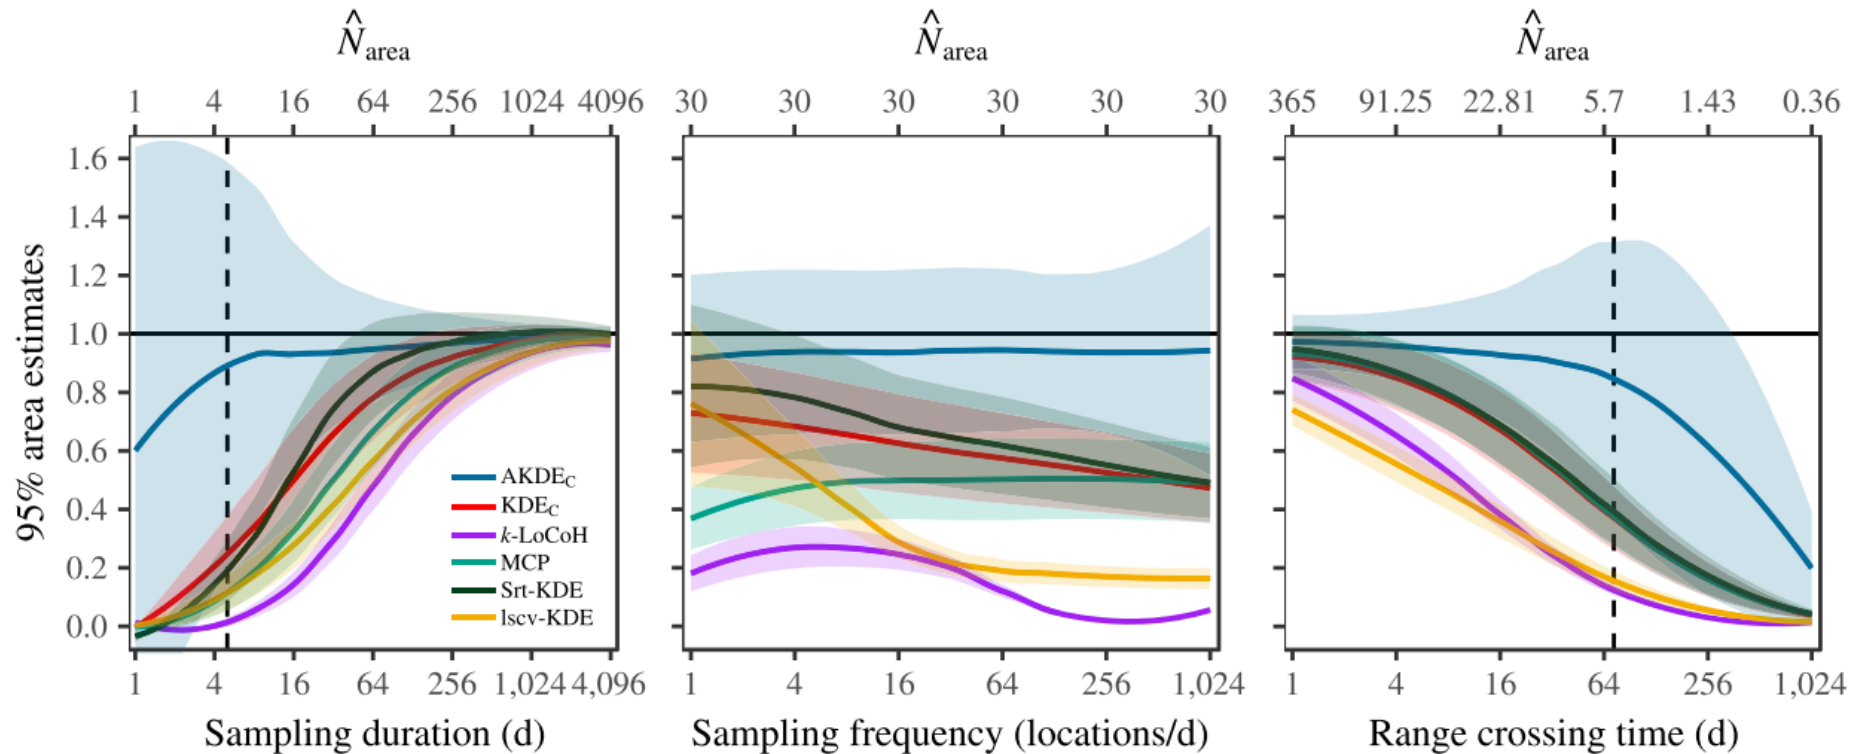 N̂area N̂area N̂area
1 4 16 64 256 1024 4096 30 30 30 30 30 30 365 91.25 22.81 5.7 1.43 0.36
95% area estimates
1.6
1.4
1.2
1.0
0.8
0.6
0.4
0.2
0.0
AKDEC
KDEC
k-LoCoH
MCP
Srt-KDE
lscv-KDE
1 4 16 64 256 1,024 4,096 1 4 16 64 256 1,024 1 4 16 64 256 1,024
Sampling duration (d) Sampling frequency (locations/d) Range crossing time (d)